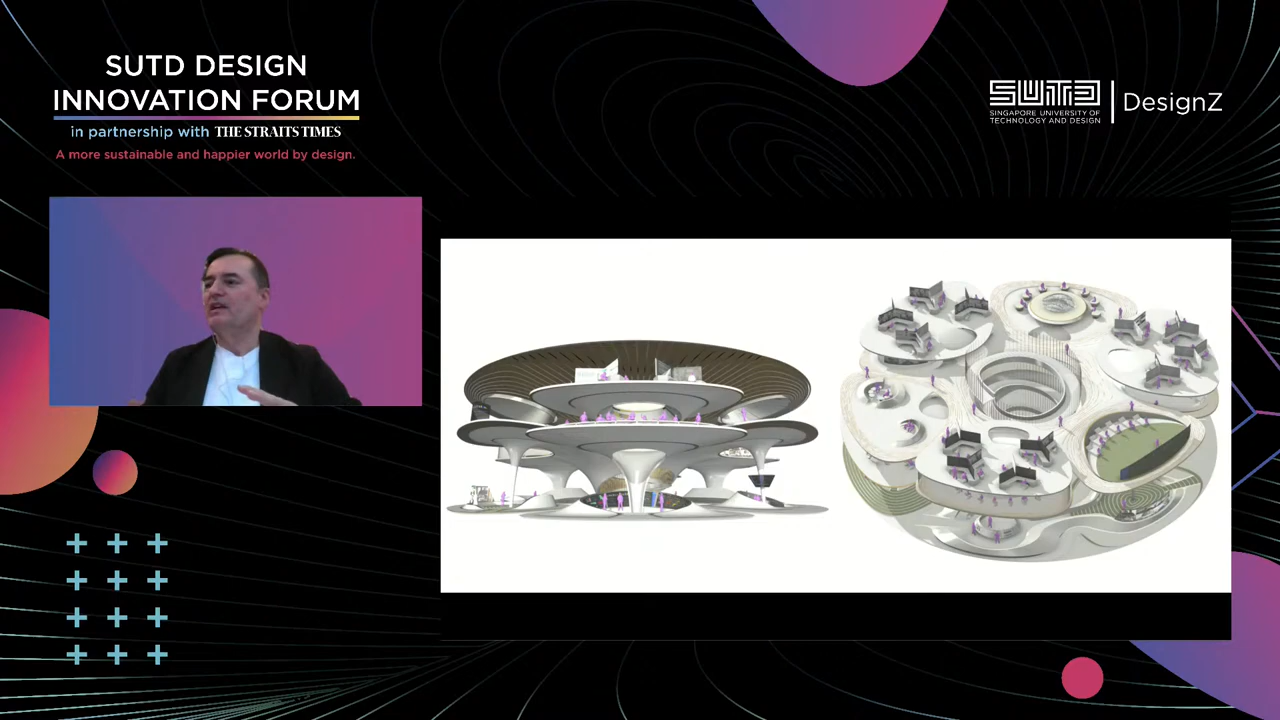 SUTD DESIGN
INNOVATION FORUM
in partnership with THE STRAITS TIMES
A more sustainable and happier world by design.
SUTD
SINGAPORE UNIVERSITY OF
TECHNOLOGY AND DESIGN
DesignZ